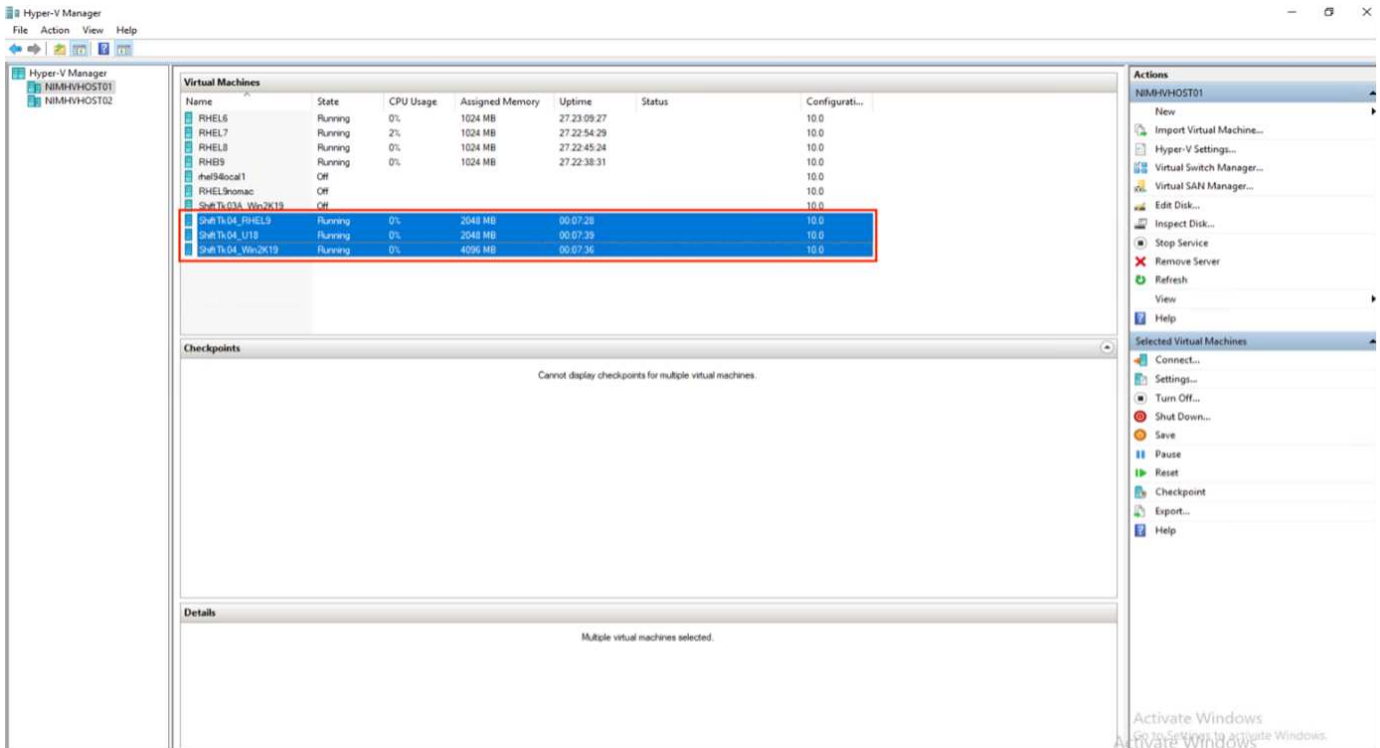 Hyper-V Manager
File Action View Help
Hyper-V Manager
NIMHVHOST01
NIMHVHOST02
Virtual Machines
Name State CPU Usage Assigned Memory Uptime Status Configurati...
RHEL6 Running 0% 1024 MB 27.23:09:27 10.0
RHEL7 Running 2% 1024 MB 27.22:54:29 10.0
RHEL8 Running 0% 1024 MB 27.22:45:24 10.0
Running 0% 1024 MB 27.22:38:31 10.0
rhel94local1 Off 10.0
RHEL9nomac Off 10.0
ShiftTk03A_Win2K19 Off 10.0
ShiftTk04_RHEL9 Running 0% 2048 MB 00:07:28 10.0
ShiftTk04_U18 Running 0% 2048 MB 00:07:39 10.0
ShiftTk04_Win2K19 Running 0% 4096 MB 00:07:36 10.0
Checkpoints
Cannot display checkpoints for multiple virtual machines.
Details
Multiple virtual machines selected.
Actions
NIMHVHOST01
New
Import Virtual Machine...
Hyper-V Settings...
Virtual Switch Manager...
Virtual SAN Manager...
Edit Disk...
Inspect Disk...
Stop Service
Remove Server
Refresh
View
Help
Selected Virtual Machines
Connect...
Settings...
Turn Off...
Shut Down...
Save
Pause
Reset
Checkpoint
Export...
Help
Activate Windows
Go to Settings to activate Windows.
Activate Windows